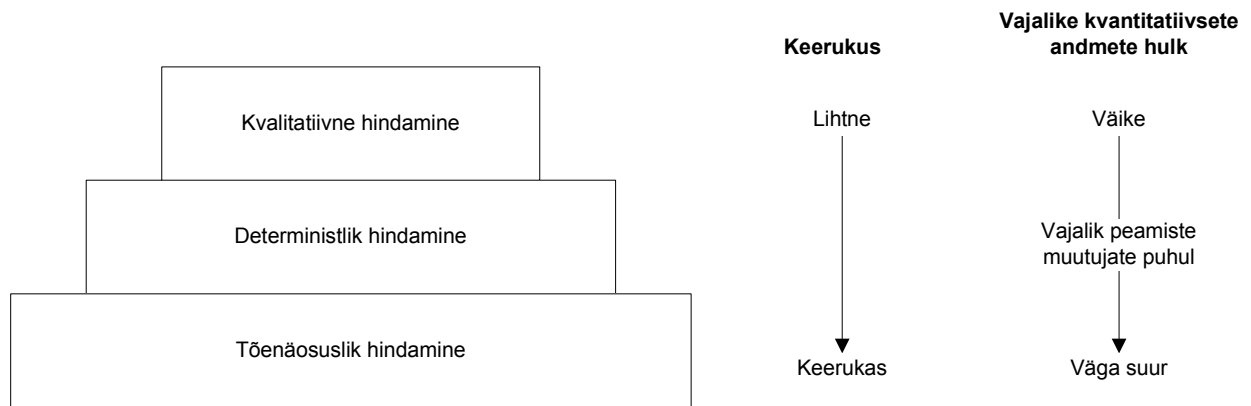 Keerukus
Vajalike kvantitatiivsete
andmete hulk
Kvalitatiivne hindamine
Lihtne
Väike
Deterministlik hindamine
Vajalik peamiste
muutujate puhul
Tõenäosuslik hindamine
Keerukas
Väga suur